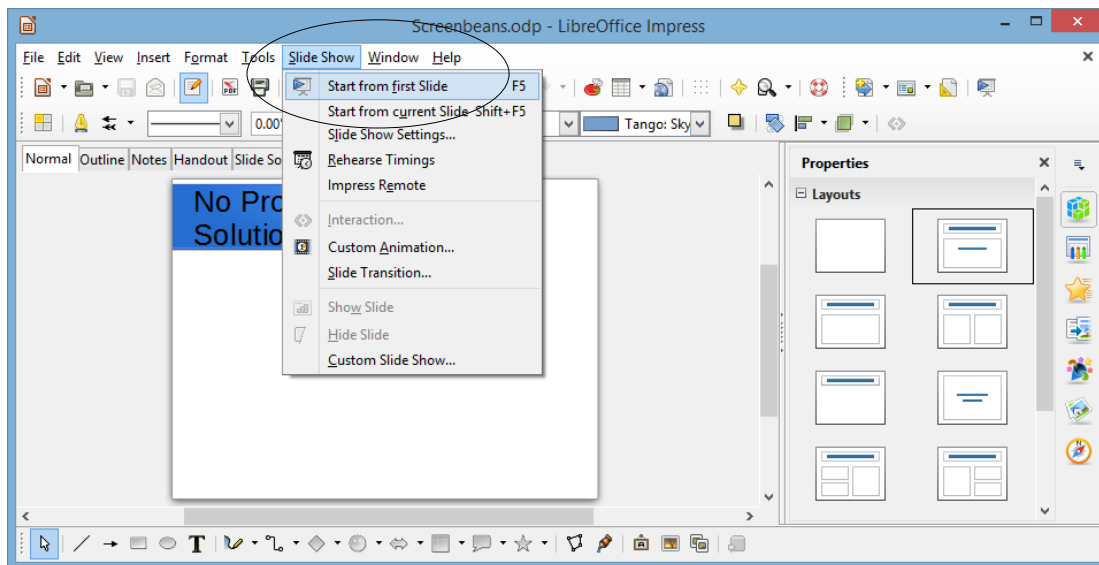 Screenbeans.odp - LibreOffice Impress
File Edit View Insert Format Tools Slide Show Window Help
PDF
Start from first Slide F5
Start from current Slide Shift+F5
Slide Show Settings...
Rehearse Timings
Impress Remote
Interaction...
Custom Animation...
Slide Transition...
Show Slide
Hide Slide
Custom Slide Show...
0.00"
Tango: Sky
Normal Outline Notes Handout Slide So
No Pro
Solutio
Properties
Layouts